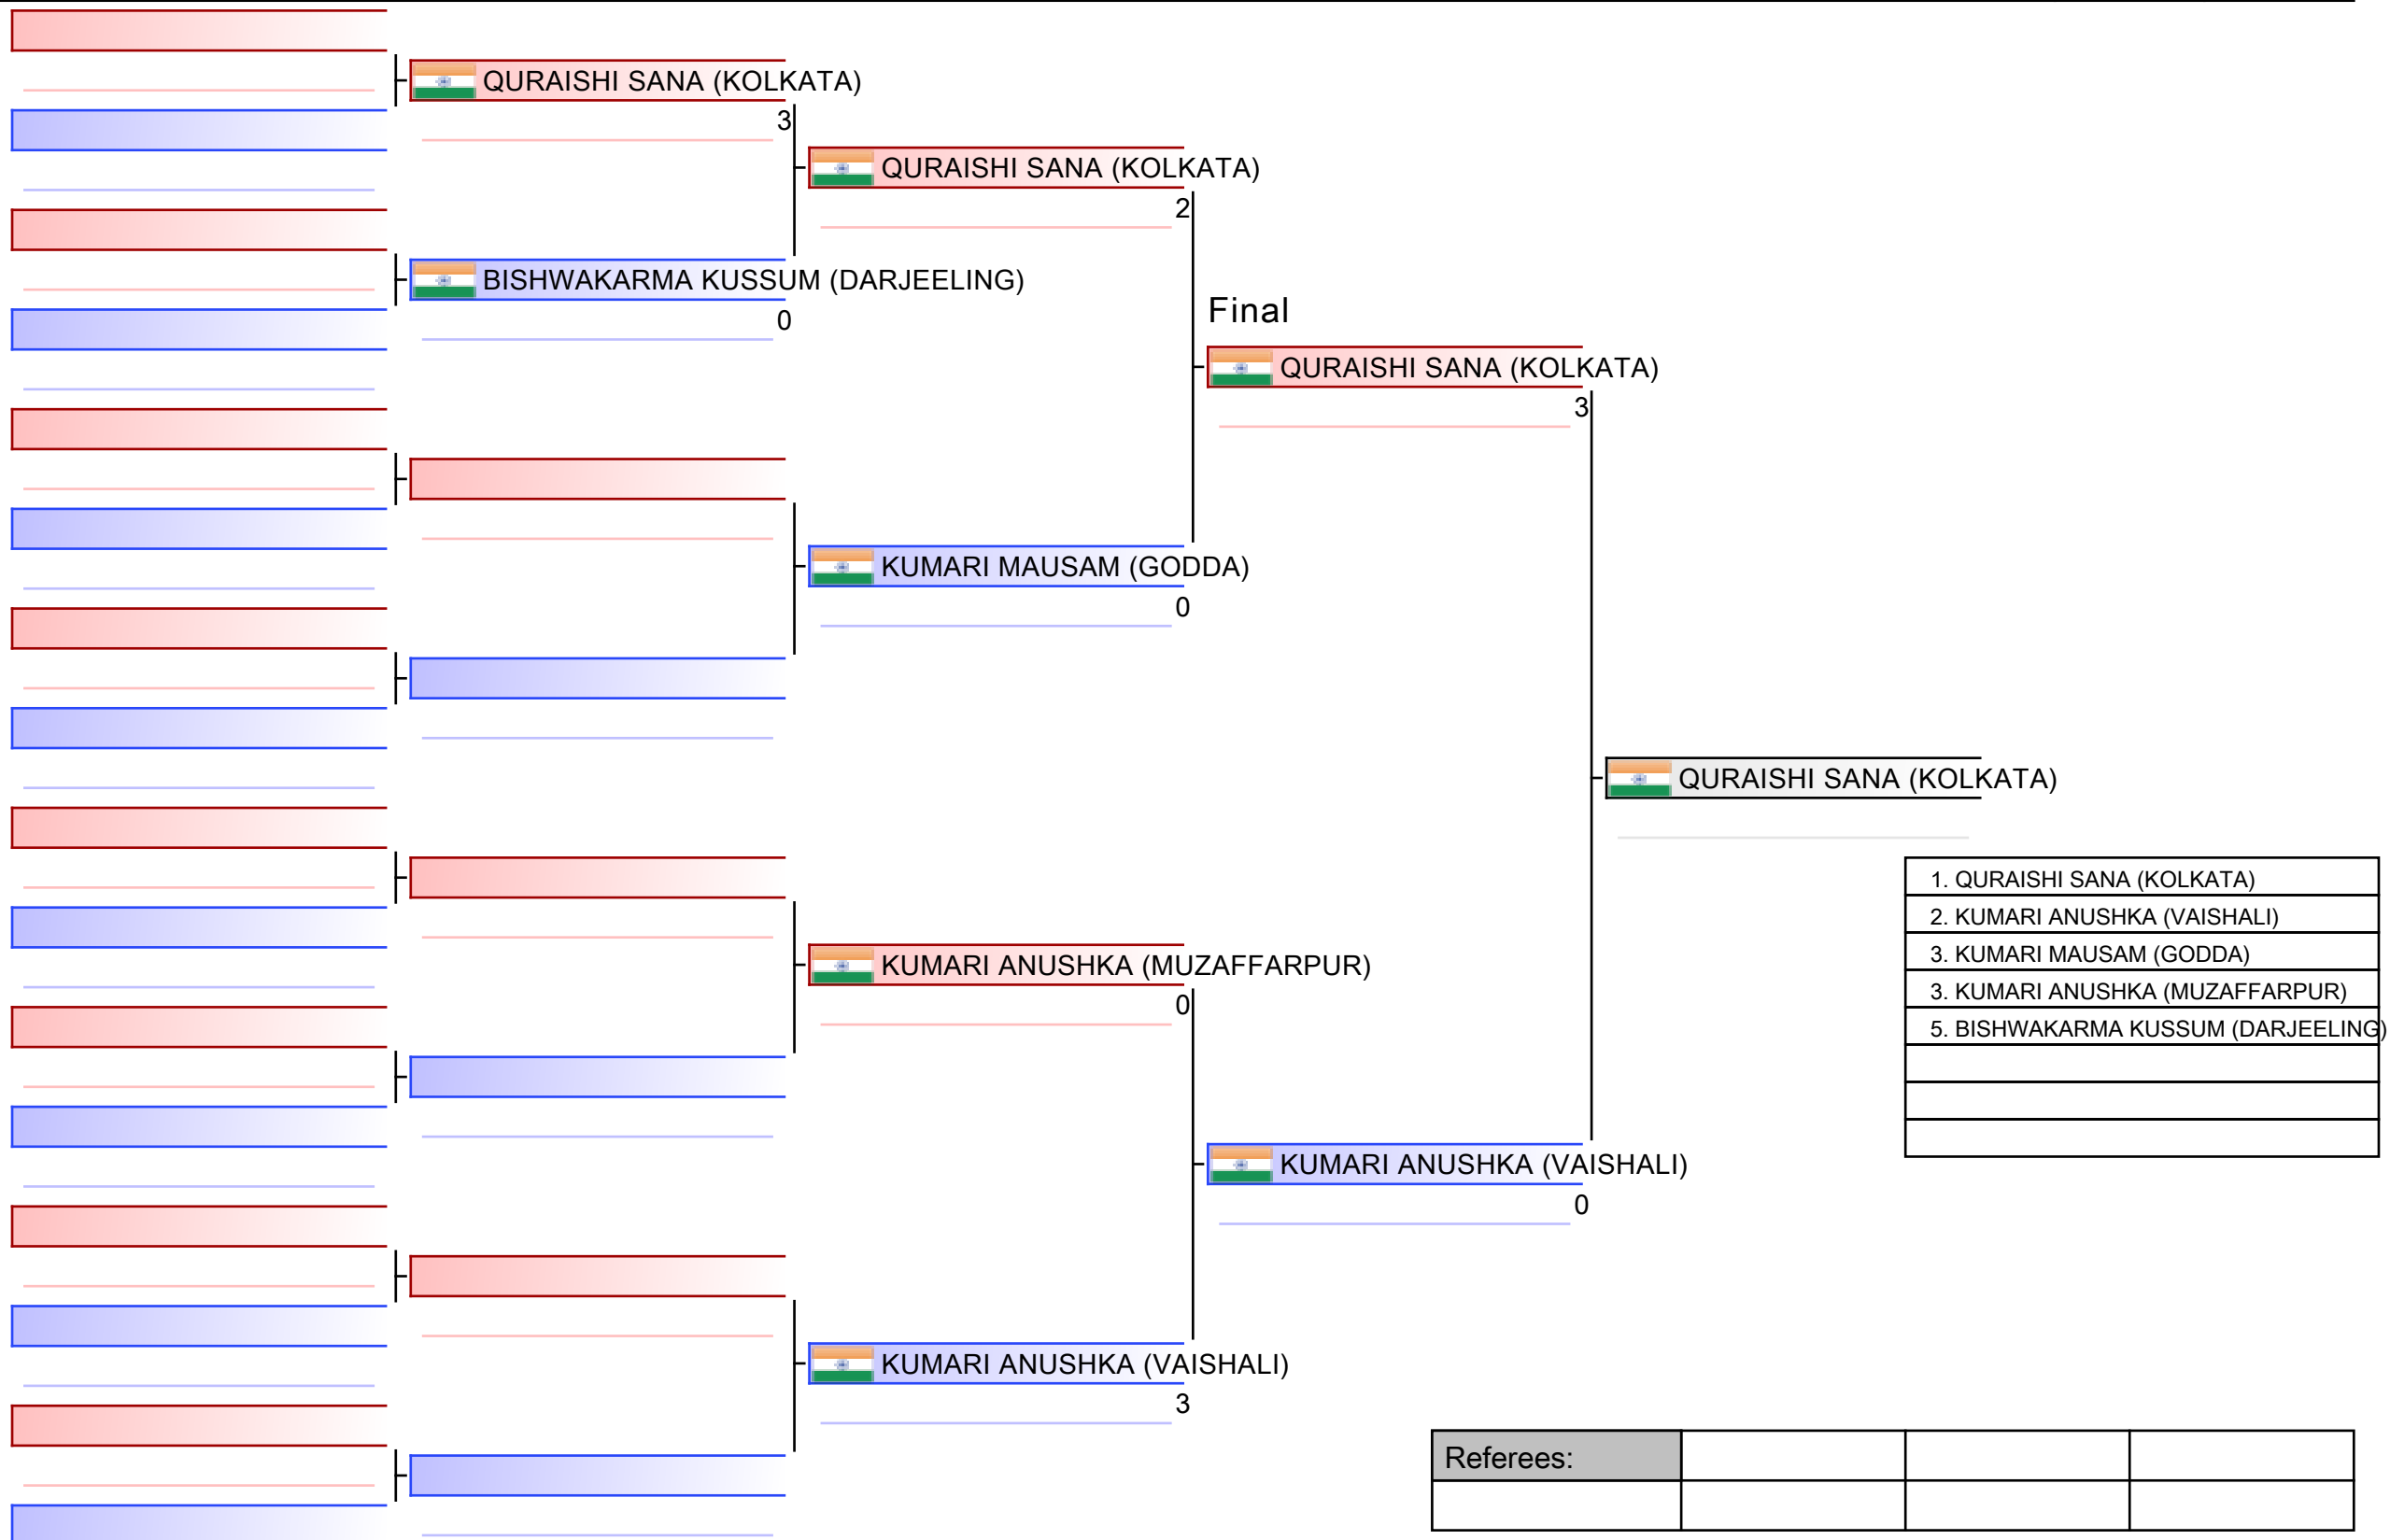 QURAISHI SANA (KOLKATA)
3
BISHWAKARMA KUSSUM (DARJEELING)
0
QURAISHI SANA (KOLKATA)
2
KUMARI MAUSAM (GODDA)
0
KUMARI ANUSHKA (MUZAFFARPUR)
0
KUMARI ANUSHKA (VAISHALI)
3
Final
QURAISHI SANA (KOLKATA)
3
KUMARI ANUSHKA (VAISHALI)
0
QURAISHI SANA (KOLKATA)
1. QURAISHI SANA (KOLKATA)
2. KUMARI ANUSHKA (VAISHALI)
3. KUMARI MAUSAM (GODDA)
3. KUMARI ANUSHKA (MUZAFFARPUR)
5. BISHWAKARMA KUSSUM (DARJEELING)
Referees: